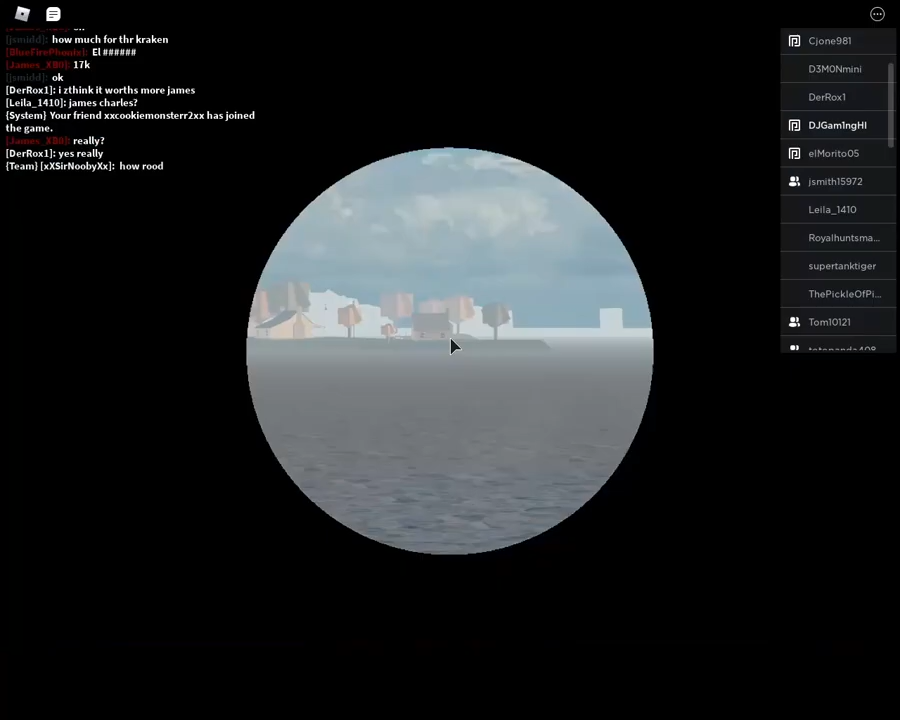 [jsmidd]: how much for thr kraken
[BlueFirePhonix]: El ######
[James_XB0]: 17k
[jsmidd]: ok
[DerRox1]: i zthink it worths more james
[Leila_1410]: james charles?
{System} Your friend xxcookiemonsterr2xx has joined
the game.
[James_XB0]: really?
[DerRox1]: yes really
{Team} [xXSirNoobyXx]: how rood
Cjone981
D3M0Nmini
DerRox1
DJGam1ngHI
elMorito05
jsmith15972
Leila_1410
Royalhuntsma...
supertanktiger
ThePickleOfPi...
Tom10121